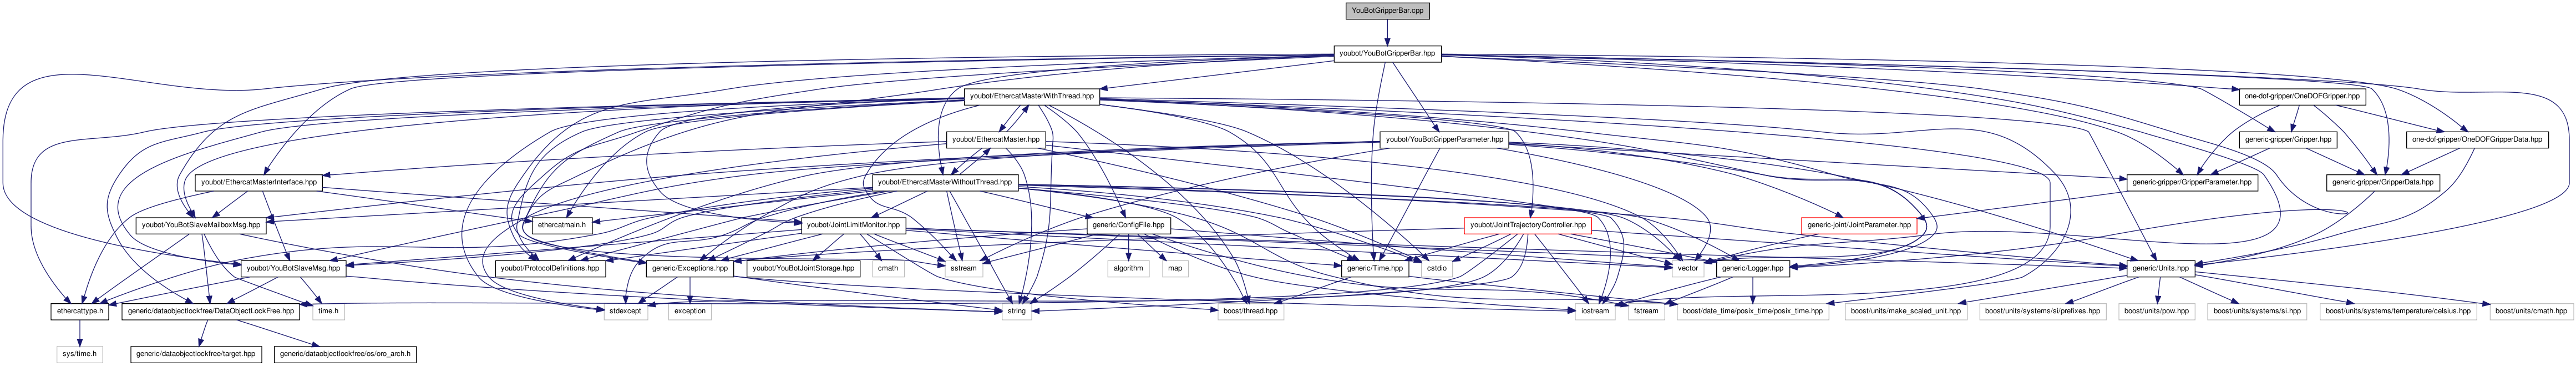 YouBotGripperBar.cpp
youbot/YouBotGripperBar.hpp
youbot/EthercatMasterWithThread.hpp
one-dof-gripper/OneDOFGripper.hpp
youbot/EthercatMaster.hpp
youbot/YouBotGripperParameter.hpp
generic-gripper/Gripper.hpp
one-dof-gripper/OneDOFGripperData.hpp
youbot/EthercatMasterInterface.hpp
youbot/EthercatMasterWithoutThread.hpp
generic-gripper/GripperParameter.hpp
generic-gripper/GripperData.hpp
youbot/YouBotSlaveMailboxMsg.hpp
ethercatmain.h
youbot/JointLimitMonitor.hpp
generic/ConfigFile.hpp
youbot/JointTrajectoryController.hpp
generic-joint/JointParameter.hpp
youbot/YouBotSlaveMsg.hpp
youbot/ProtocolDefinitions.hpp
generic/Exceptions.hpp
youbot/YouBotJointStorage.hpp
cmath
sstream
algorithm
map
generic/Time.hpp
cstdio
vector
generic/Logger.hpp
generic/Units.hpp
ethercattype.h
generic/dataobjectlockfree/DataObjectLockFree.hpp
time.h
stdexcept
exception
string
boost/thread.hpp
iostream
fstream
boost/date_time/posix_time/posix_time.hpp
boost/units/make_scaled_unit.hpp
boost/units/systems/si/prefixes.hpp
boost/units/pow.hpp
boost/units/systems/si.hpp
boost/units/systems/temperature/celsius.hpp
boost/units/cmath.hpp
sys/time.h
generic/dataobjectlockfree/target.hpp
generic/dataobjectlockfree/os/oro_arch.h